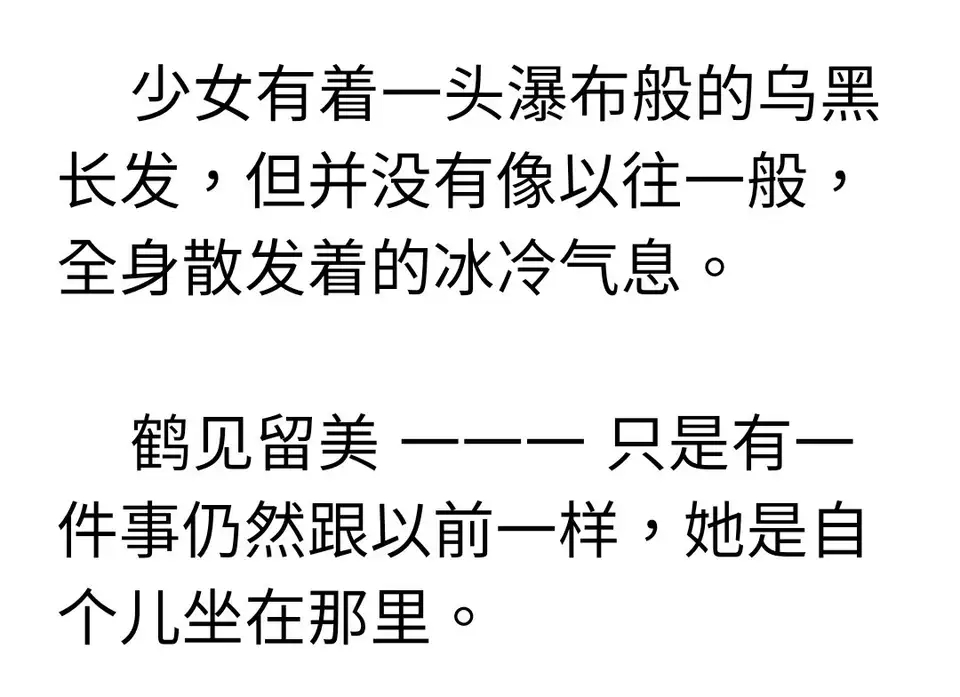 少女有着一头瀑布般的乌黑
长发，但并没有像以往一般，
全身散发着的冰冷气息。
鹤见留美 一一一 只是有一
件事仍然跟以前一样，她是自
个儿坐在那里。